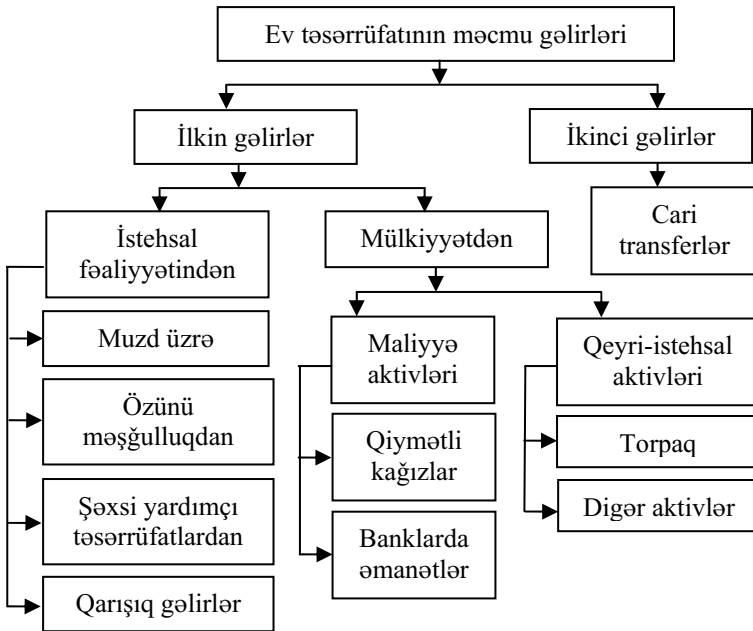 Ev təsərrüfatının məcmu gəlirləri
İlkin gəlirlər
İkinci gəlirlər
İstehsal
fəaliyyətindən
Mülkiyyətdən
Cari
transferlər
Muzd üzrə
Özünü
məşğulluqdan
Şəxsi yardımçı
təsərrüfatlardan
Qarışıq gəlirlər
Maliyyə
aktivləri
Qiymətli
kağızlar
Banklarda
əmanətlər
Qeyri-istehsal
aktivləri
Torpaq
Digər aktivlər